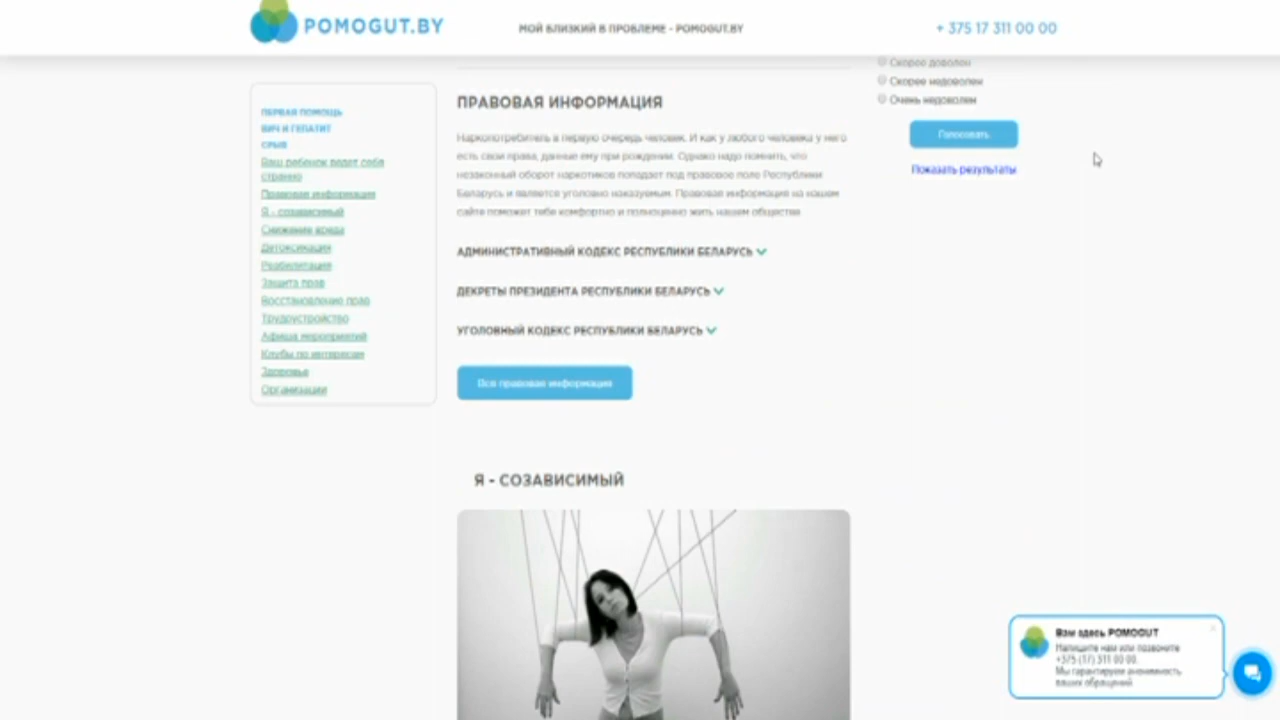 POMOGUT.BY
МОЙ БЛИЗКИЙ В ПРОБЛЕМЕ - POMOGUT.BY
+ 375 17 311 00 00
ПЕРВАЯ ПОМОЩЬ
ВИЧ И ГЕПАТИТ
СРЫВ
Ваш ребенок ведет себя
странно
Правовая информация
Я - созависимый
Снижение вреда
Детоксикация
Реабилитация
Защита прав
Восстановление прав
Трудоустройство
Афиша мероприятий
Клубы по интересам
Здоровье
Организации
ПРАВОВАЯ ИНФОРМАЦИЯ
Наркопотребитель в первую очередь человек. И как у любого человека у него
есть свои права, данные ему при рождении. Однако надо помнить, что
незаконный оборот наркотиков попадает под правовое поле Республики
Беларусь и является уголовно наказуемым. Правовая информация на нашем
сайте поможет тебе комфортно и полноценно жить нашем обществе
АДМИНИСТРАТИВНЫЙ КОДЕКС РЕСПУБЛИКИ БЕЛАРУСЬ
ДЕКРЕТЫ ПРЕЗИДЕНТА РЕСПУБЛИКИ БЕЛАРУСЬ
УГОЛОВНЫЙ КОДЕКС РЕСПУБЛИКИ БЕЛАРУСЬ
Вся правовая информация
Я - СОЗАВИСИМЫЙ
Скорее доволен
Скорее недоволен
Очень недоволен
Голосовать
Показать результаты
Вам здесь POMOGUT
Напишите нам или позвоните
+375 (17) 311 00 00.
Мы гарантируем анонимность
ваших обращений